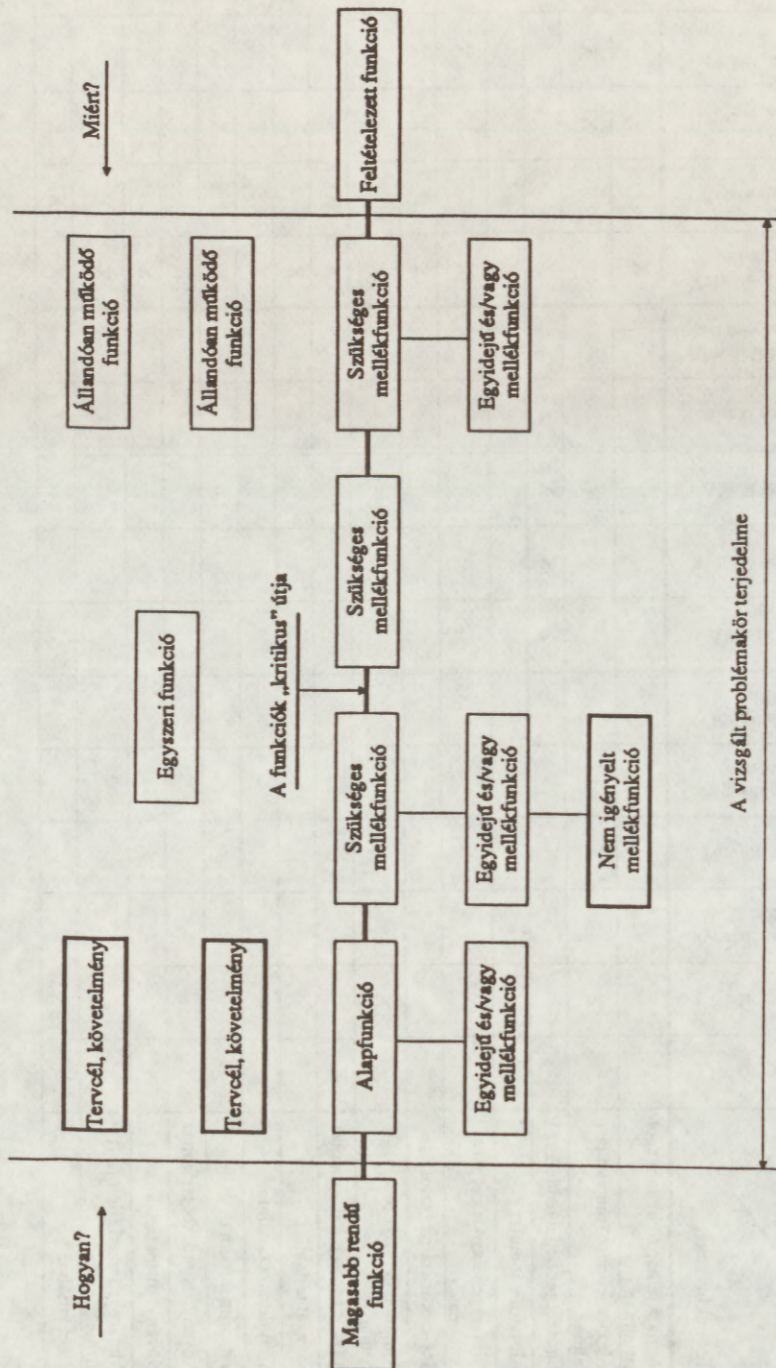 Hogyan?
Miért?
Tervcél, követelmény
Állandóan működő
funkció
Egyszeri funkció
Tervcél, követelmény
Állandóan működő
funkció
A funkciók „kritikus” útja
Magasabb rendű
funkció
Alapfunkció
Szükséges
mellékfunkció
Szükséges
mellékfunkció
Szükséges
mellékfunkció
Feltételezett funkció
Egyidejű és/vagy
mellékfunkció
Egyidejű és/vagy
mellékfunkció
Egyidejű és/vagy
mellékfunkció
Nem igényelt
mellékfunkció
A vizsgált problémakör terjedelme